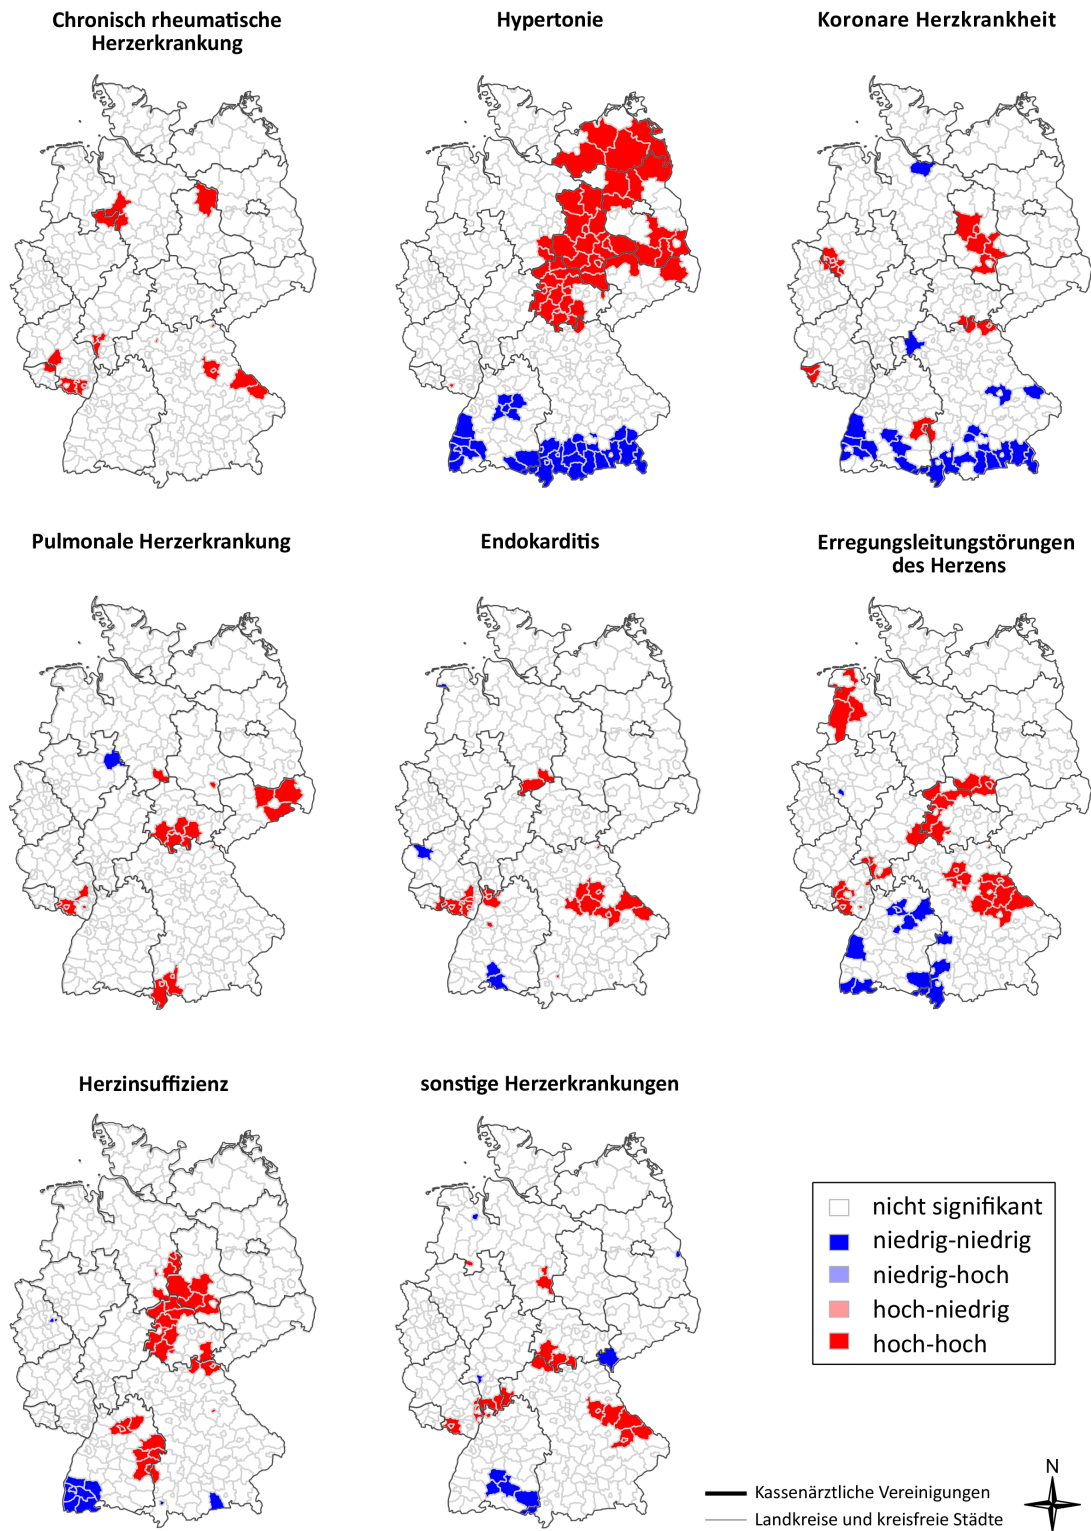 Chronisch rheumatische
Herzerkrankung
Hypertonie
Koronare Herzkrankheit
Pulmonale Herzerkrankung
Endokarditis
Erregungsleitungstörungen
des Herzens
Herzinsuffizienz
sonstige Herzerkrankungen
nicht signifikant
niedrig-niedrig
niedrig-hoch
hoch-niedrig
hoch-hoch
N
Kassenärztliche Vereinigungen
Landkreise und kreisfreie Städte